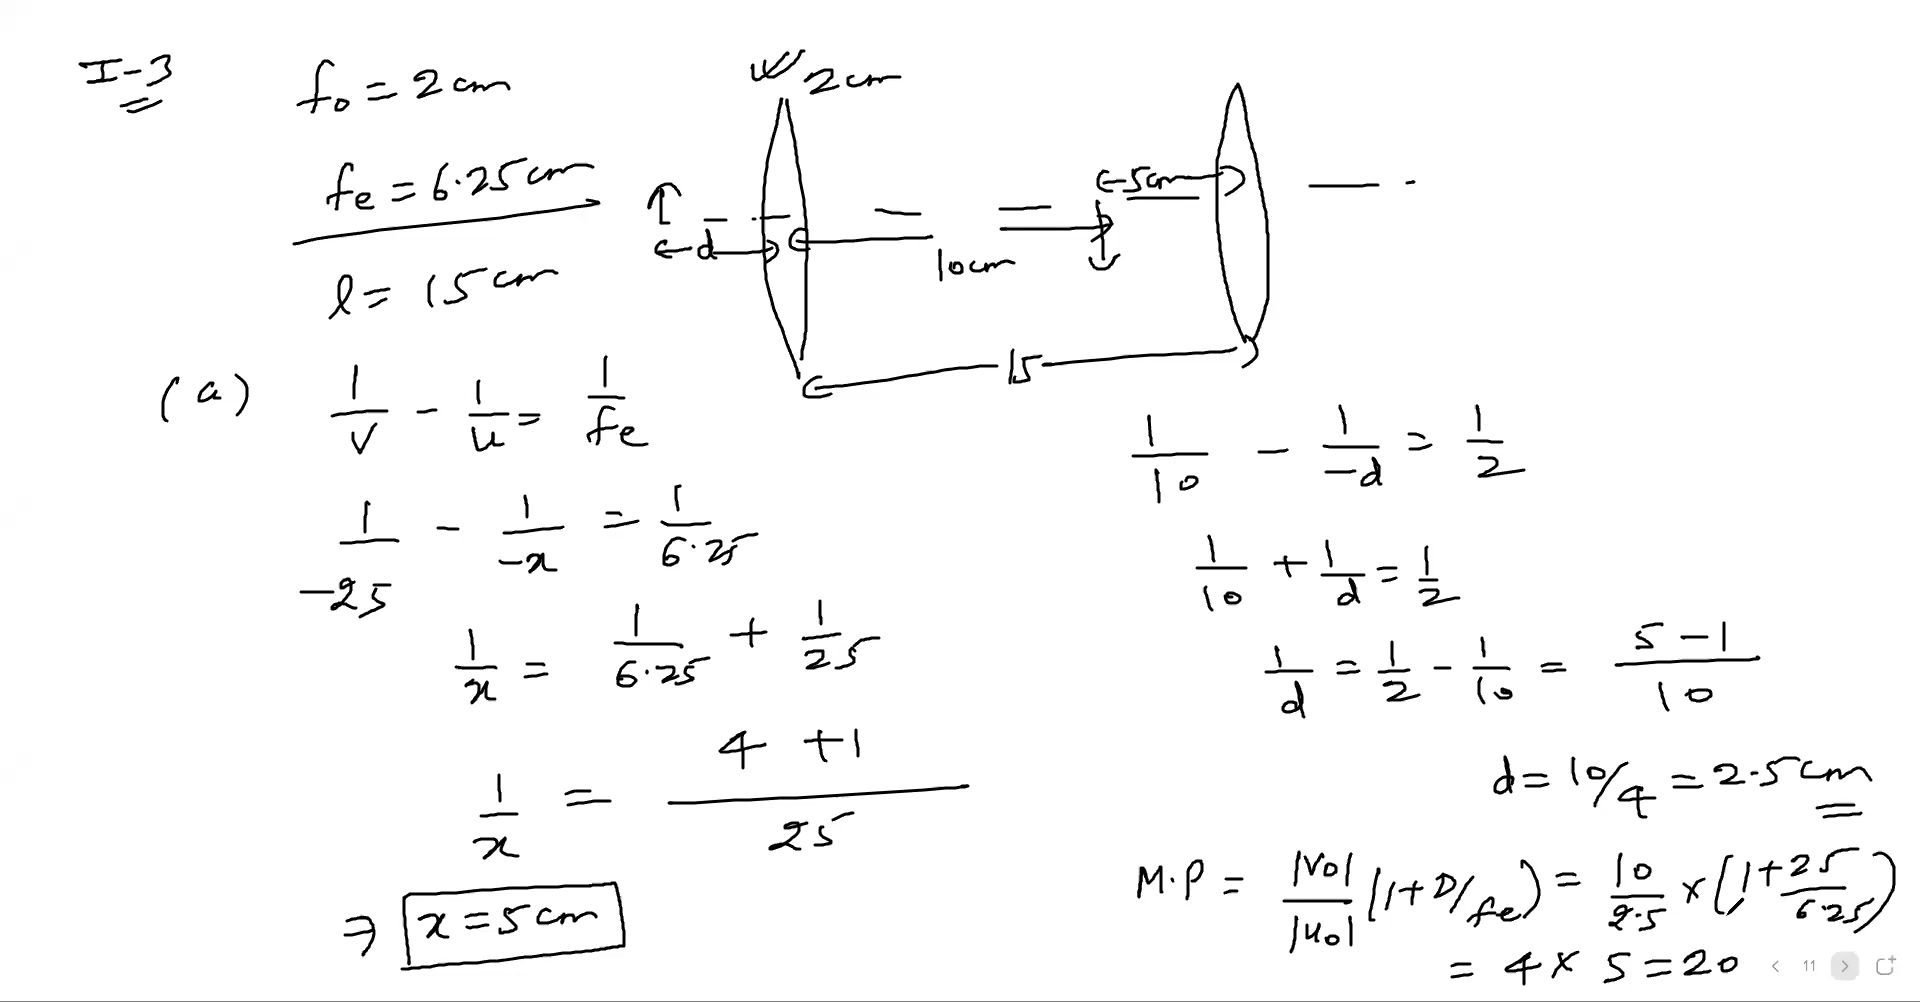 I-3
f₀ = 2 cm
fe = 6.25 cm
l = 15 cm
2 cm
d
10 cm
5 cm
15
(a) 1/V - 1/u = 1/fe
1/-25 - 1/-x = 1/6.25
1/x = 1/6.25 + 1/25
1/x = (4 + 1)/25
⇒ x = 5 cm
1/10 - 1/-d = 1/2
1/10 + 1/d = 1/2
1/d = 1/2 - 1/10 = (5 - 1)/10
d = 10/4 = 2.5 cm
M.P = |V₀|/|u₀| (1 + D/fe) = 10/2.5 × (1 + 25/6.25)
= 4 × 5 = 20
11